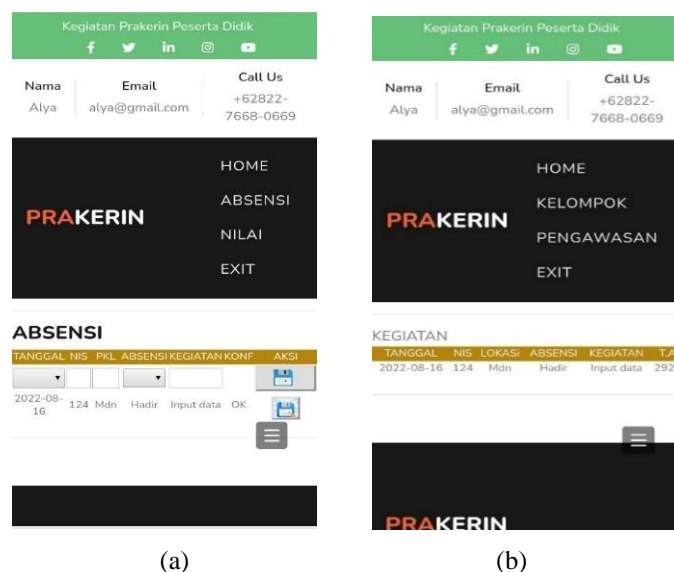 Kegiatan Prakerin Peserta Didik
Nama Email Call Us
Alya alya@gmail.com +62822-
7668-0669
HOME
ABSENSI
PRAKERIN
NILAI
EXIT
ABSENSI
TANGGAL NIS PKL ABSENSI KEGIATAN KONF AKSI
2022-08-
16 124 Mdn Hadir Input data OK
(a)
Kegiatan Prakerin Peserta Didik
Nama Email Call Us
Alya alya@gmail.com +62822-
7668-0669
HOME
KELOMPOK
PRAKERIN
PENGAWASAN
EXIT
KEGIATAN
TANGGAL NIS LOKASI ABSENSI KEGIATAN T.A
2022-08-16 124 Mdn Hadir Input data 292
PRAKERIN
(b)